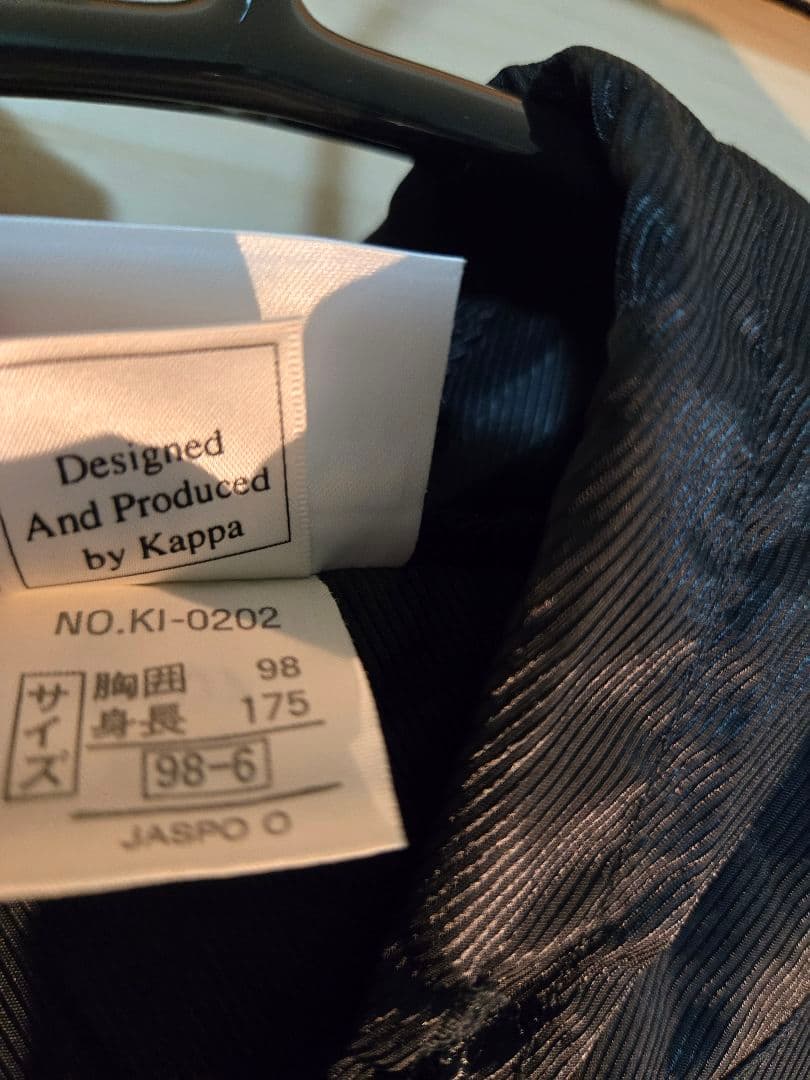 Designed
And Produced
by Kappa
NO.KI-0202
サイズ
胸囲 98
身長 175
98-6
JASPO O